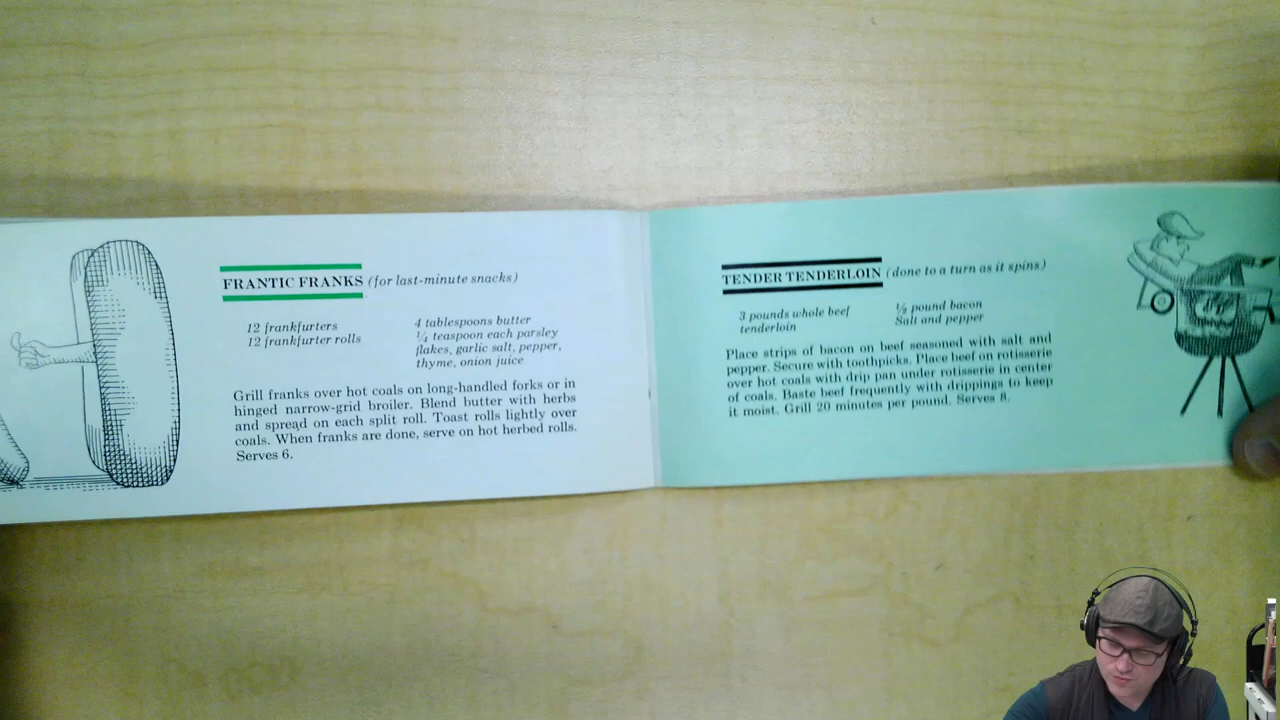 FRANTIC FRANKS (for last-minute snacks)
12 frankfurters
12 frankfurter rolls
4 tablespoons butter
¼ teaspoon each parsley
flakes, garlic salt, pepper,
thyme, onion juice
Grill franks over hot coals on long-handled forks or in
hinged narrow-grid broiler. Blend butter with herbs
and spread on each split roll. Toast rolls lightly over
coals. When franks are done, serve on hot herbed rolls.
Serves 6.
TENDER TENDERLOIN (done to a turn as it spins)
3 pounds whole beef
tenderloin
½ pound bacon
Salt and pepper
Place strips of bacon on beef seasoned with salt and
pepper. Secure with toothpicks. Place beef on rotisserie
over hot coals with drip pan under rotisserie in center
of coals. Baste beef frequently with drippings to keep
it moist. Grill 20 minutes per pound. Serves 8.